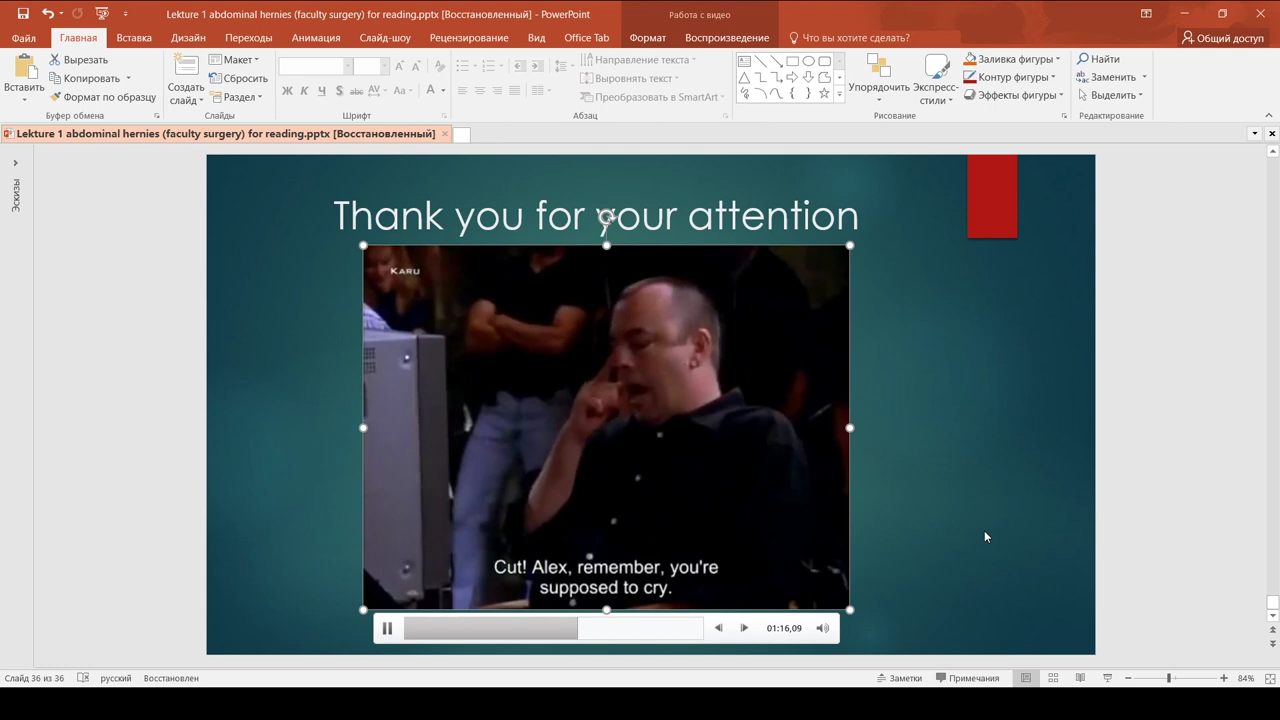 Lekture 1 abdominal hernies (faculty surgery) for reading.pptx [Восстановленный] - PowerPoint
Работа с видео
Файл Главная Вставка Дизайн Переходы Анимация Слайд-шоу Рецензирование Вид Office Tab Формат Воспроизведение Что вы хотите сделать? Общий доступ
Вставить
Вырезать
Копировать
Формат по образцу
Буфер обмена
Создать слайд
Макет
Сбросить
Раздел
Слайды
Ж К Ч S abc AV Aa A
Шрифт
Направление текста
Выровнять текст
Преобразовать в SmartArt
Абзац
Упорядочить
Экспресс-стили
Заливка фигуры
Контур фигуры
Эффекты фигуры
Рисование
Найти
Заменить
Выделить
Редактирование
Lekture 1 abdominal hernies (faculty surgery) for reading.pptx [Восстановленный]
Эскизы
Thank you for your attention
KARU
Cut! Alex, remember, you're
supposed to cry.
01:16,09
Слайд 36 из 36 русский Восстановлен Заметки Примечания 84%